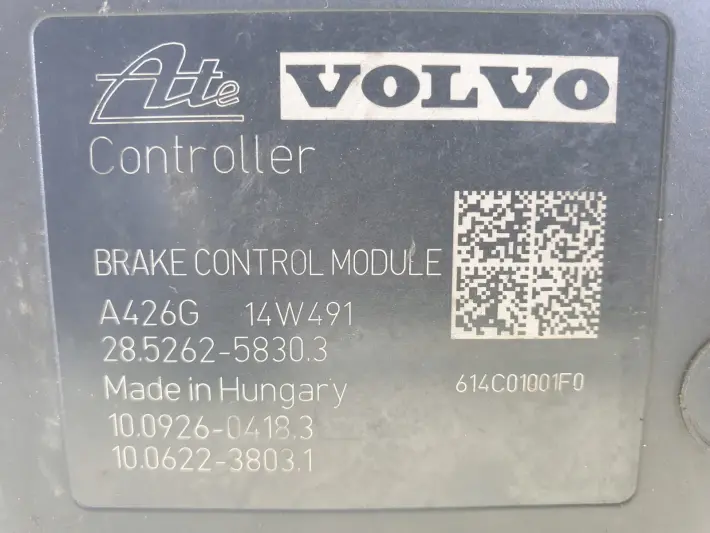 Ate VOLVO
Controller
BRAKE CONTROL MODULE
A426G 14W491
28.5262-5830.3
Made in Hungary
614C01001F0
10.0926-0418.3
10.0622-3803.1